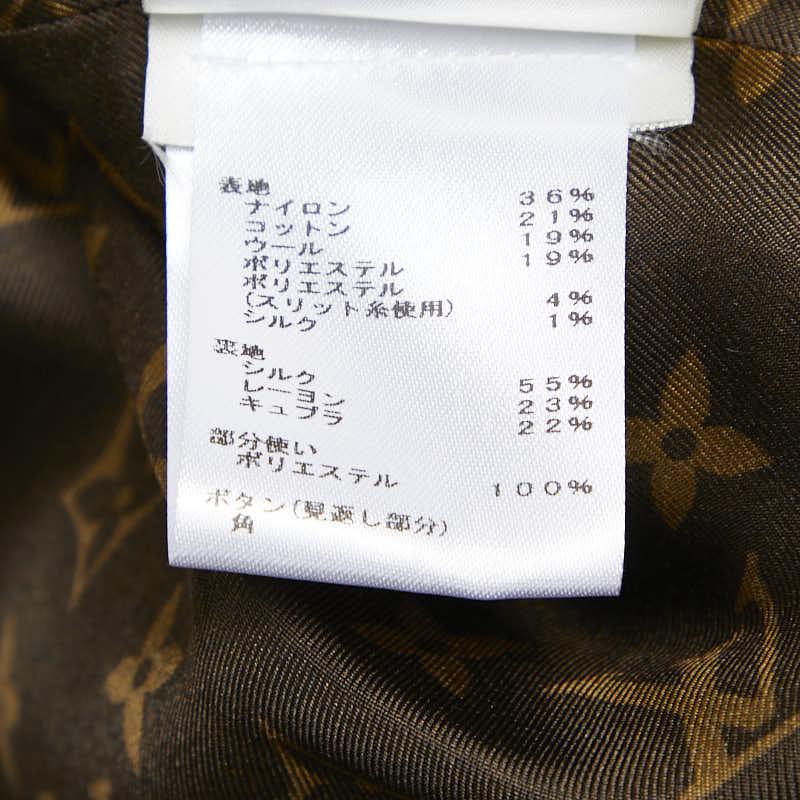 表地
ナイロン 36%
コットン 21%
ウール 19%
ポリエステル 19%
ポリエステル
(スリット糸使用) 4%
シルク 1%
裏地
シルク 55%
レーヨン 23%
キュプラ 22%
部分使い
ポリエステル 100%
ボタン(見返し部分)
角